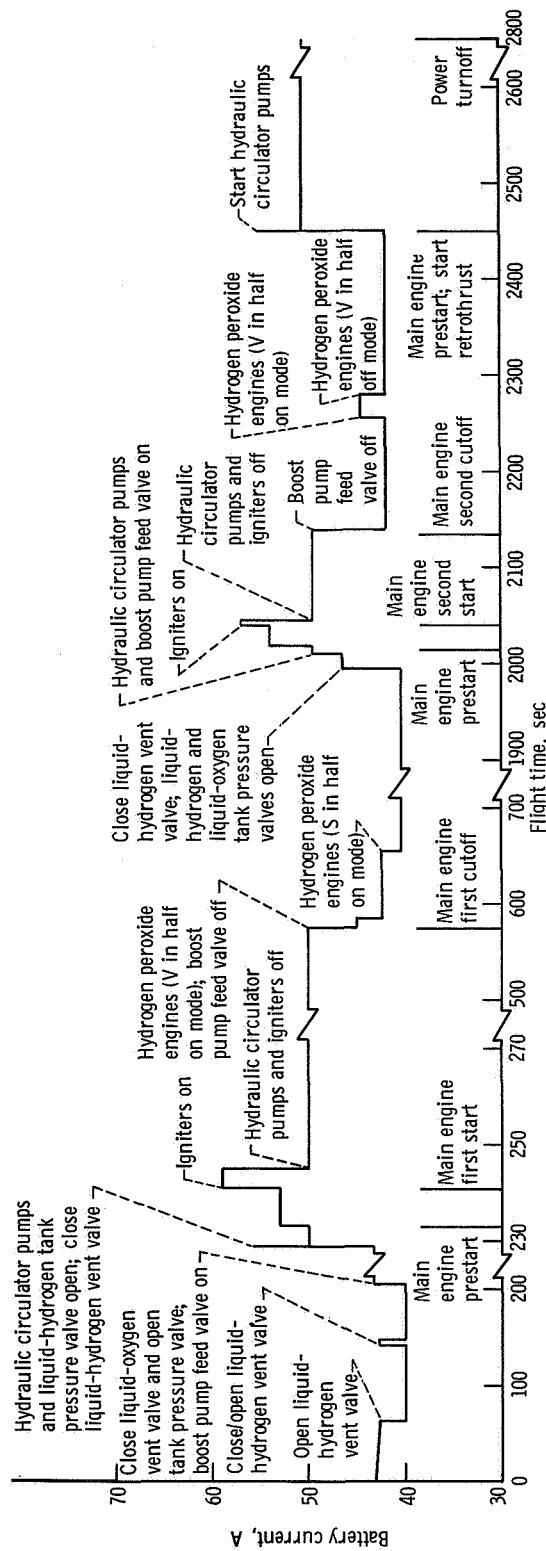 Hydraulic circulator pumps
and liquid-hydrogen tank
pressure valve open; close
liquid-hydrogen vent valve
Close liquid-oxygen
vent valve and open
tank pressure valve;
boost pump feed valve on
Close/open liquid-
hydrogen vent valve
Open liquid-
hydrogen
vent valve
Igniters on
Hydraulic circulator
pumps and igniters off
Hydrogen peroxide
engines (V in half
on mode); boost
pump feed valve off
Hydrogen peroxide
engines (S in half
on mode)
Close liquid-
hydrogen vent
valve; liquid-
hydrogen and
liquid-oxygen
tank pressure
valves open
Hydraulic circulator pumps
and boost pump feed valve on
Igniters on
Hydraulic
circulator
pumps and
igniters off
Boost
pump
feed
valve off
Hydrogen peroxide
engines (V in half
on mode)
Hydrogen peroxide
engines (V in half
off mode)
Start hydraulic
circulator pumps
Battery current, A
70
60
50
40
30
Main
engine
prestart
Main engine
first start
Main engine
first cutoff
Main
engine
prestart
Main
engine
second
start
Main engine
second cutoff
Main engine
prestart; start
retrothrust
Power
turnoff
0 100 200 230 250 270 500 600 700 1900 2000 2100 2200 2300 2400 2500 2600 2800
Flight time, sec